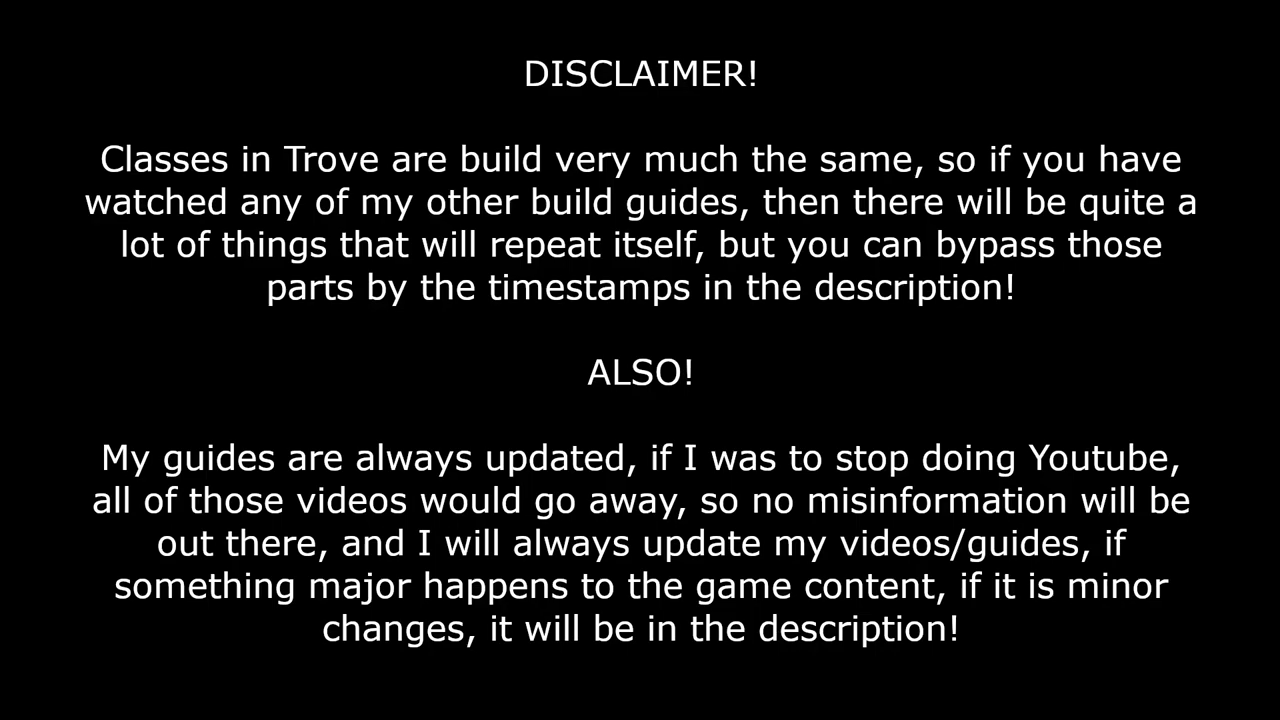 DISCLAIMER!
Classes in Trove are build very much the same, so if you have
watched any of my other build guides, then there will be quite a
lot of things that will repeat itself, but you can bypass those
parts by the timestamps in the description!
ALSO!
My guides are always updated, if I was to stop doing Youtube,
all of those videos would go away, so no misinformation will be
out there, and I will always update my videos/guides, if
something major happens to the game content, if it is minor
changes, it will be in the description!